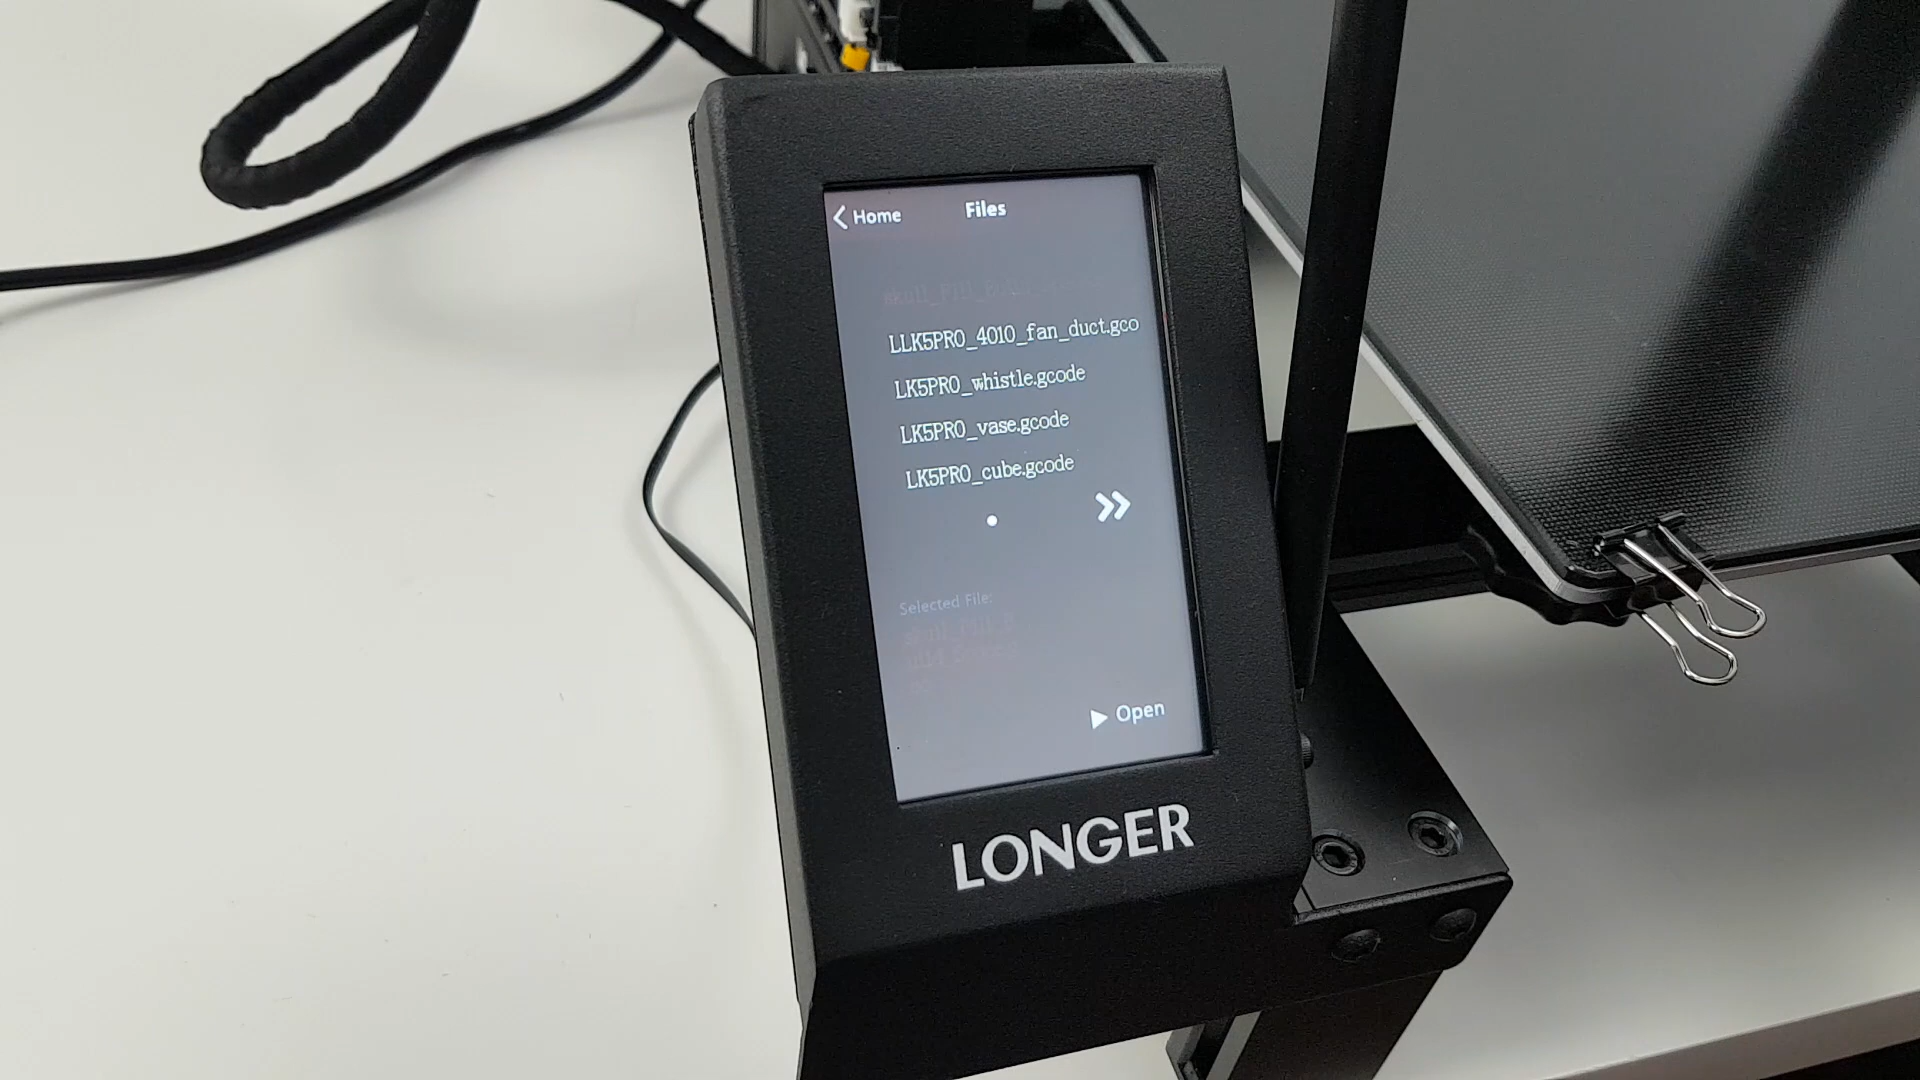 Home Files
LLK5PRO_4010_fan_duct.gco
LK5PRO_whistle.gcode
LK5PRO_vase.gcode
LK5PRO_cube.gcode
Selected File:
Open
LONGER